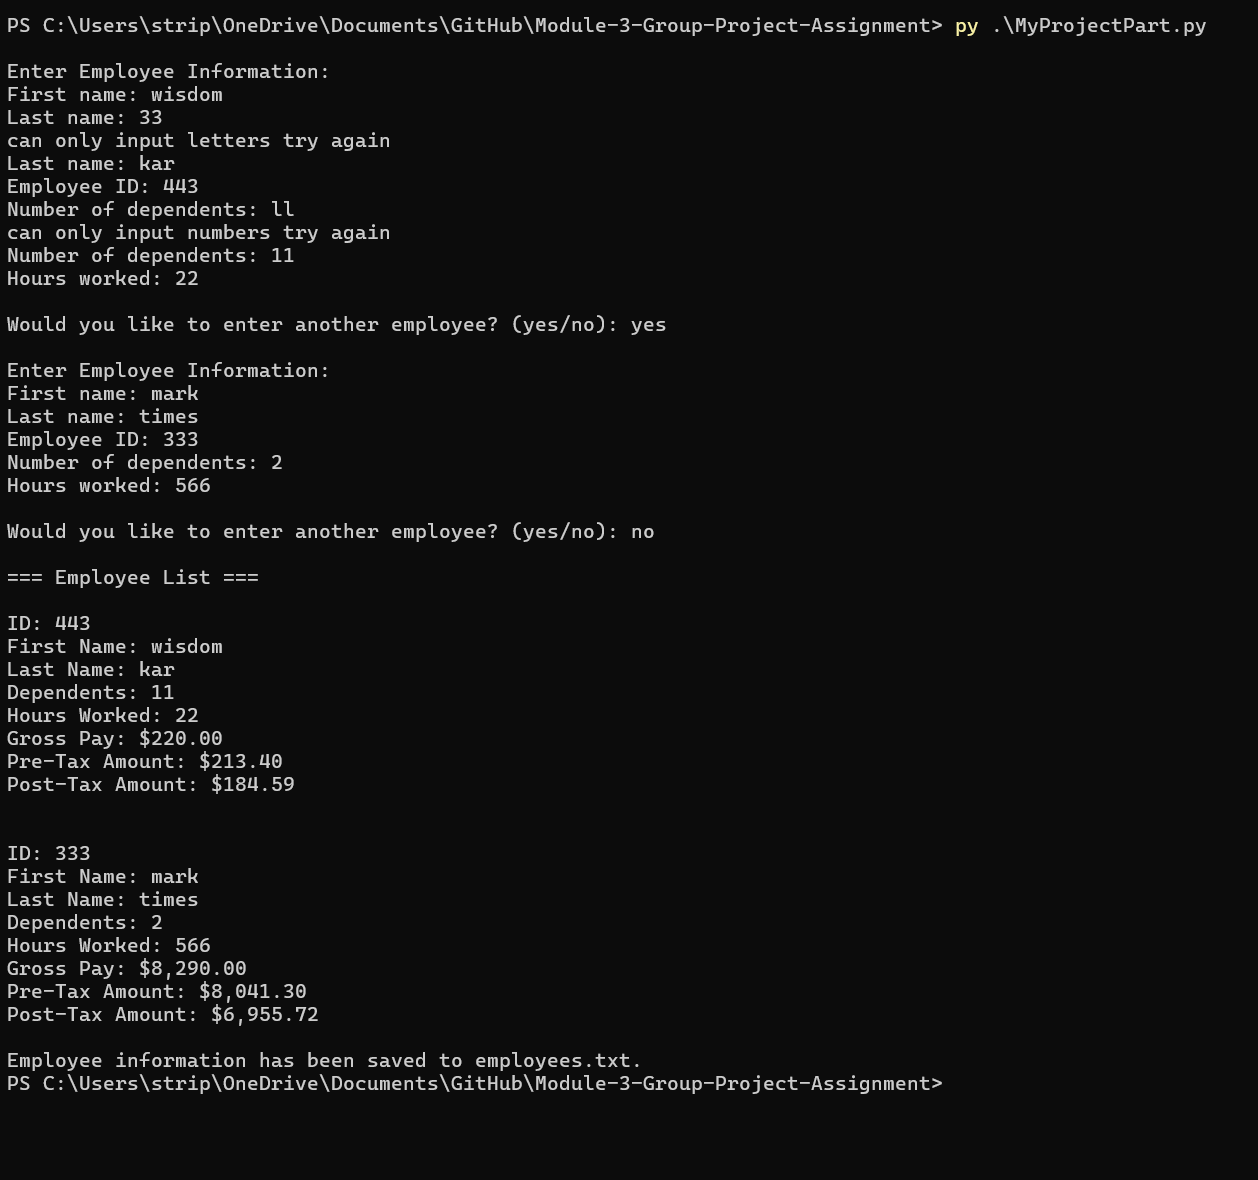 PS C:\Users\strip\OneDrive\Documents\GitHub\Module-3-Group-Project-Assignment> py .\MyProjectPart.py
Enter Employee Information:
First name: wisdom
Last name: 33
can only input letters try again
Last name: kar
Employee ID: 443
Number of dependents: ll
can only input numbers try again
Number of dependents: 11
Hours worked: 22
Would you like to enter another employee? (yes/no): yes
Enter Employee Information:
First name: mark
Last name: times
Employee ID: 333
Number of dependents: 2
Hours worked: 566
Would you like to enter another employee? (yes/no): no
=== Employee List ===
ID: 443
First Name: wisdom
Last Name: kar
Dependents: 11
Hours Worked: 22
Gross Pay: $220.00
Pre-Tax Amount: $213.40
Post-Tax Amount: $184.59
ID: 333
First Name: mark
Last Name: times
Dependents: 2
Hours Worked: 566
Gross Pay: $8,290.00
Pre-Tax Amount: $8,041.30
Post-Tax Amount: $6,955.72
Employee information has been saved to employees.txt.
PS C:\Users\strip\OneDrive\Documents\GitHub\Module-3-Group-Project-Assignment>